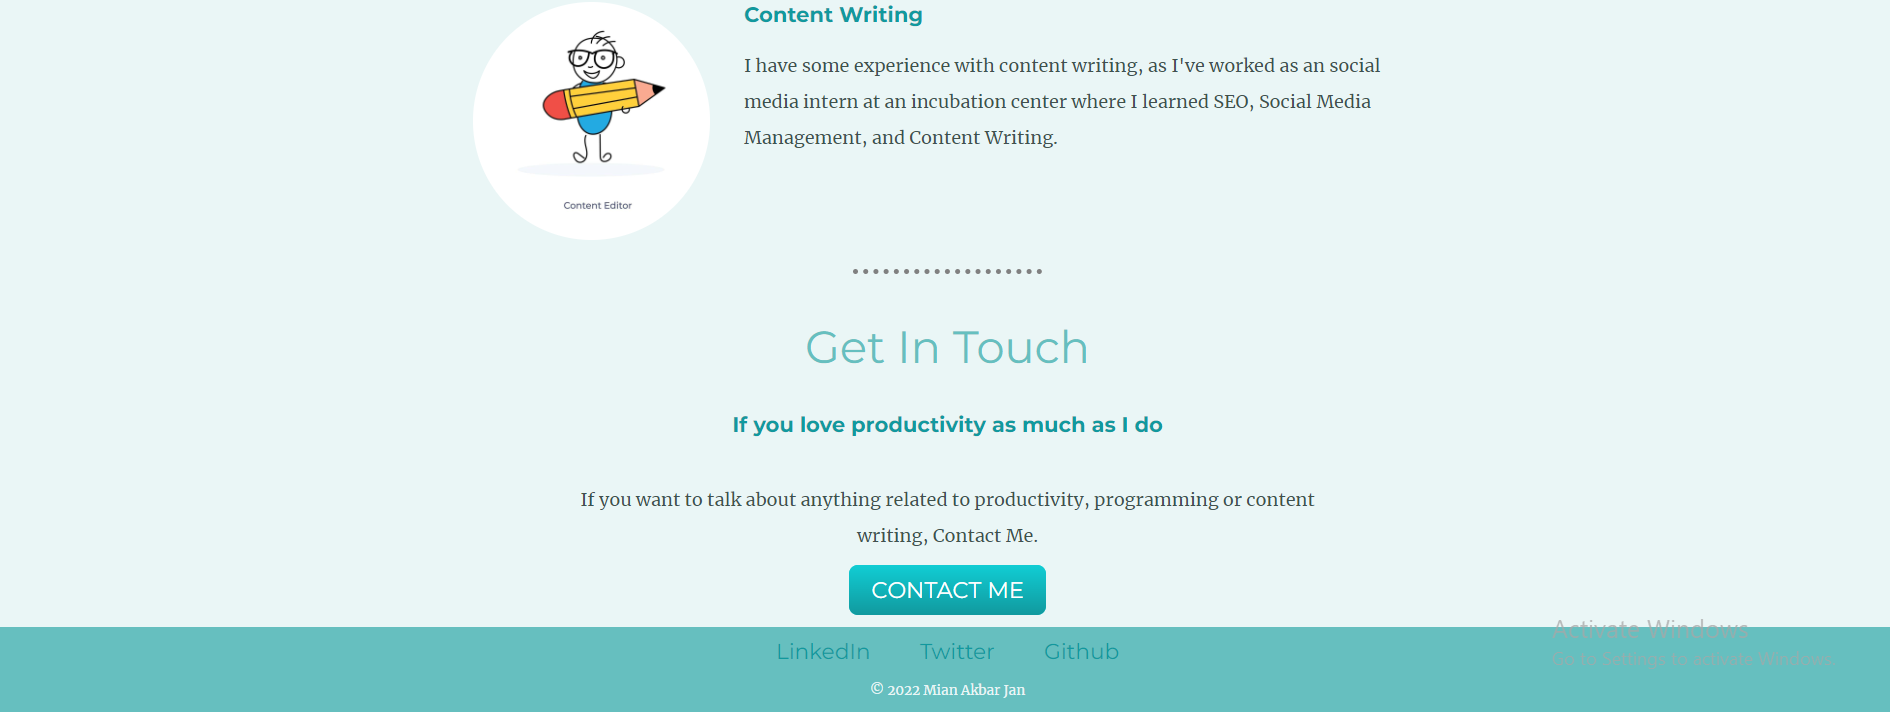 Content Writing
I have some experience with content writing, as I've worked as an social
media intern at an incubation center where I learned SEO, Social Media
Management, and Content Writing.
Content Editor
Get In Touch
If you love productivity as much as I do
If you want to talk about anything related to productivity, programming or content
writing, Contact Me.
CONTACT ME
Activate Windows
Go to Settings to activate Windows.
LinkedIn Twitter Github
© 2022 Mian Akbar Jan